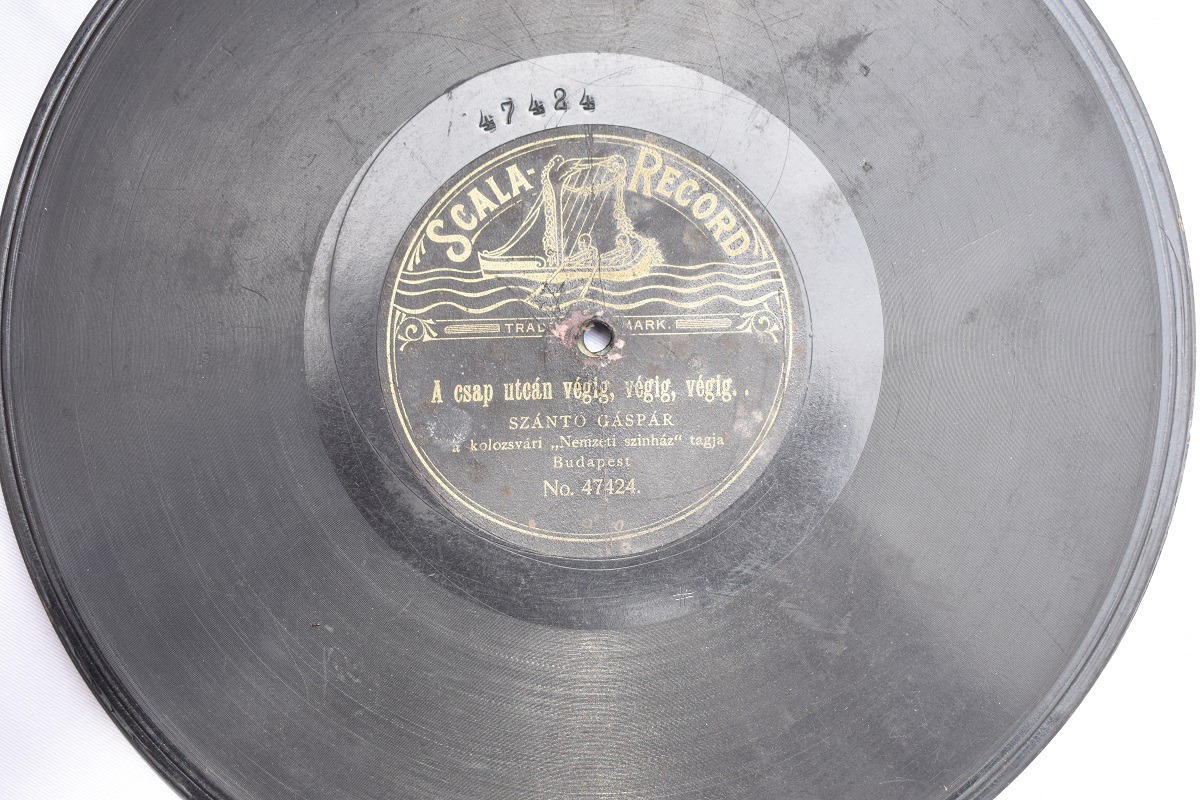 47424
SCALA-RECORD
TRADE MARK.
A csap utcán végig, végig, végig. .
SZÁNTÓ GÁSPÁR
a kolozsvári „Nemzeti szinház“ tagja
Budapest
No. 47424.